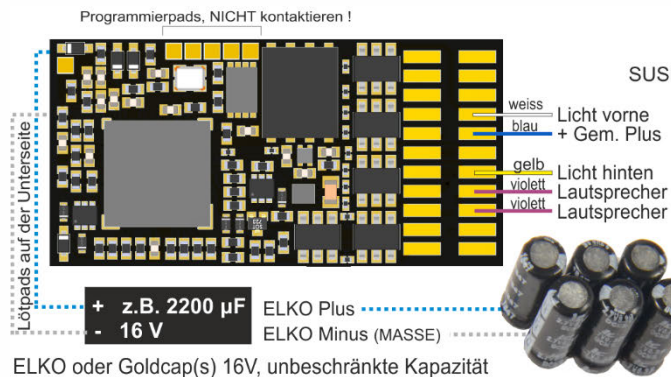 Programmierpads, NICHT kontaktieren !
SUS
weiss
Licht vorne
blau
+ Gem. Plus
gelb
Licht hinten
violett
Lautsprecher
violett
Lautsprecher
Lötpads auf der Unterseite
+ z.B. 2200 µF
- 16 V
ELKO Plus
ELKO Minus (MASSE)
ELKO oder Goldcap(s) 16V, unbeschränkte Kapazität